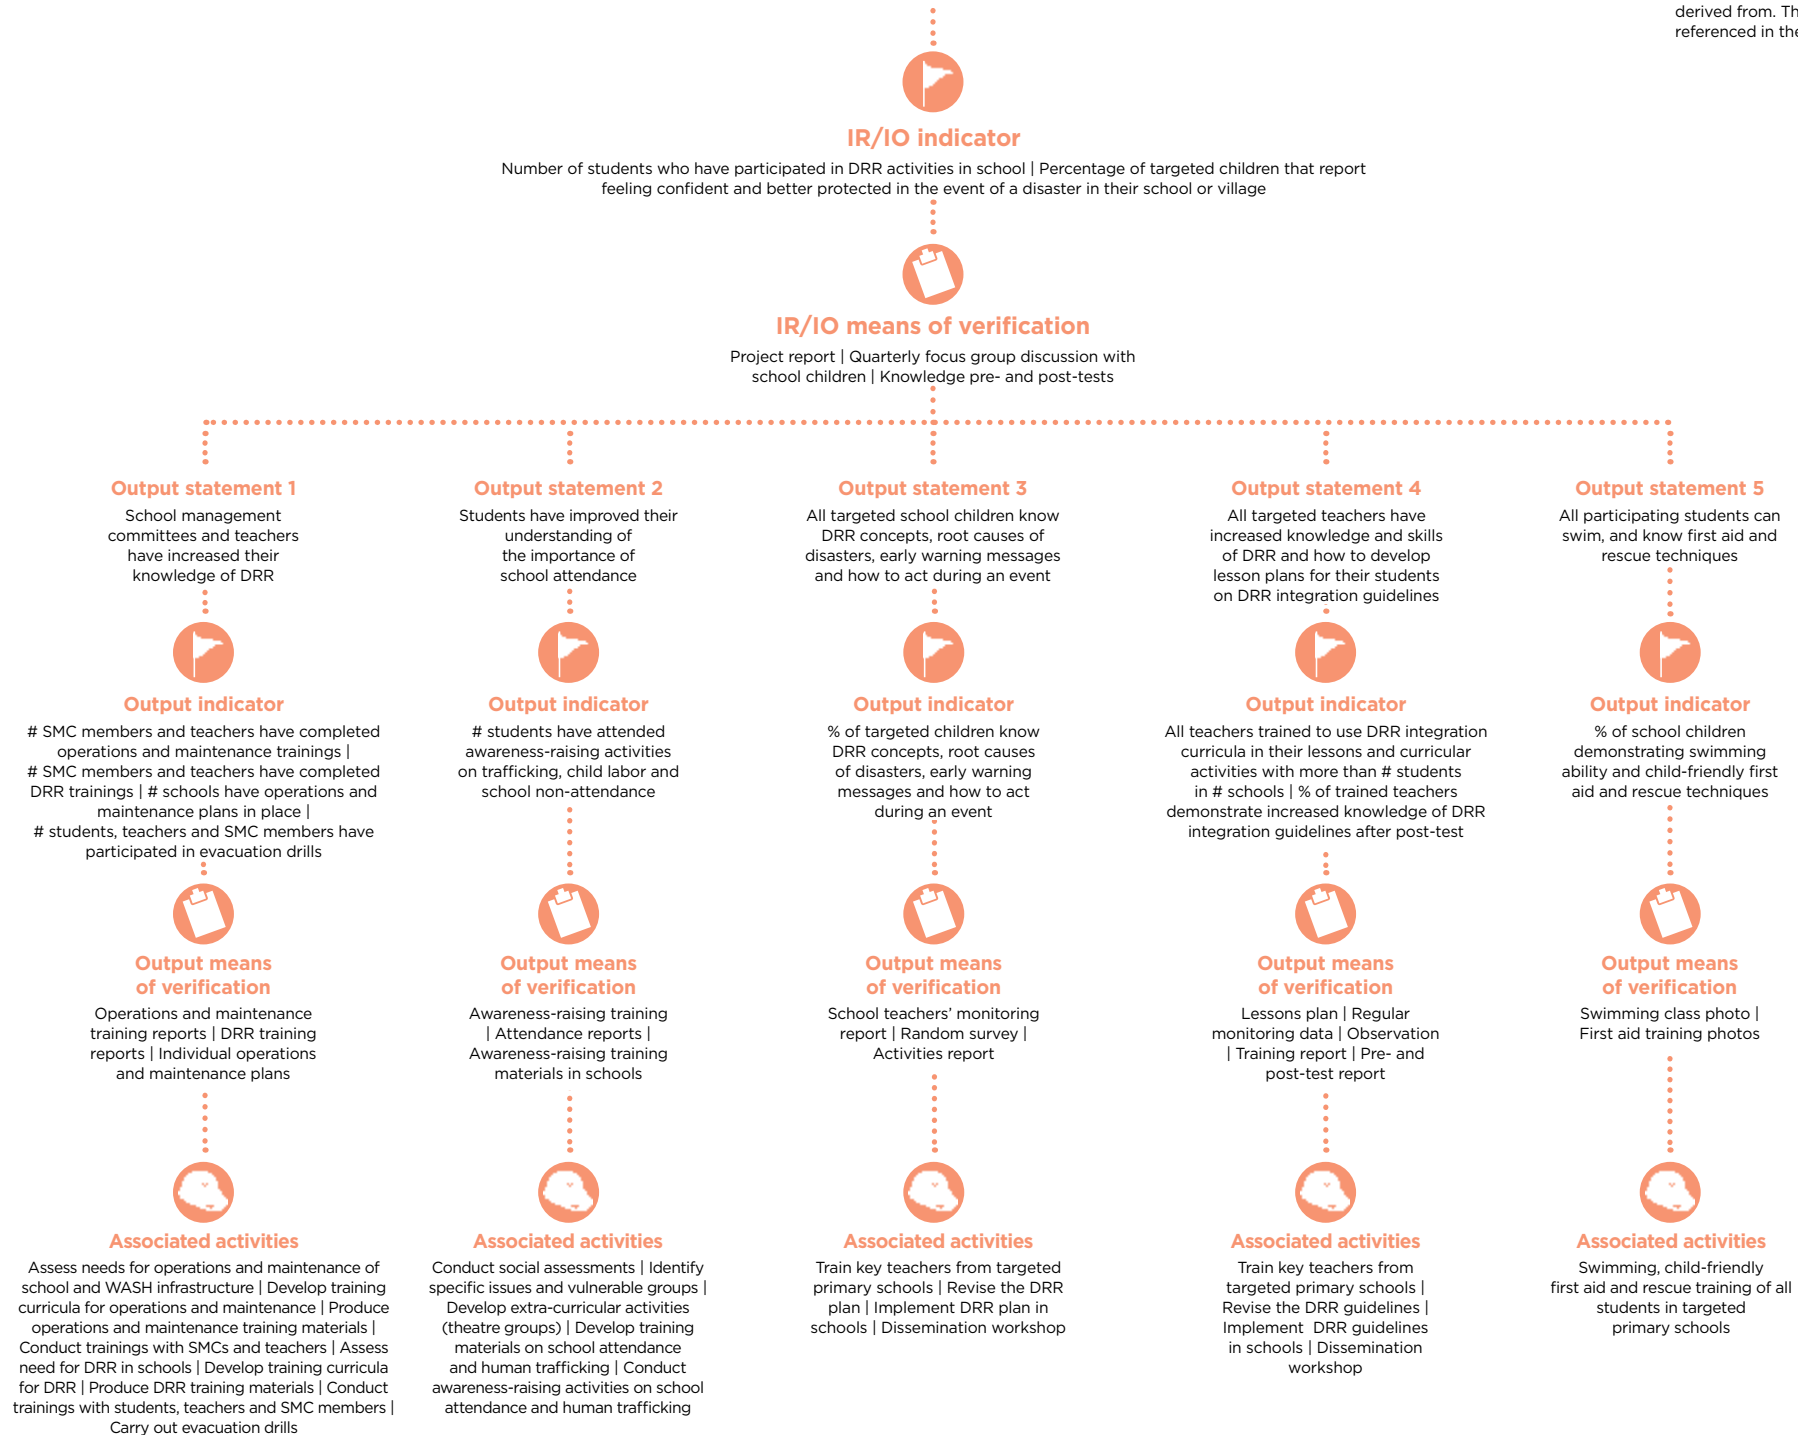 derived from. Th
referenced in the
IR/IO indicator
Number of students who have participated in DRR activities in school | Percentage of targeted children that report
feeling confident and better protected in the event of a disaster in their school or village
IR/IO means of verification
Project report | Quarterly focus group discussion with
school children | Knowledge pre- and post-tests
Output statement 1
School management
committees and teachers
have increased their
knowledge of DRR
Output indicator
# SMC members and teachers have completed
operations and maintenance trainings |
# SMC members and teachers have completed
DRR trainings | # schools have operations and
maintenance plans in place |
# students, teachers and SMC members have
participated in evacuation drills
Output means
of verification
Operations and maintenance
training reports | DRR training
reports | Individual operations
and maintenance plans
Associated activities
Assess needs for operations and maintenance of
school and WASH infrastructure | Develop training
curricula for operations and maintenance | Produce
operations and maintenance training materials |
Conduct trainings with SMCs and teachers | Assess
need for DRR in schools | Develop training curricula
for DRR | Produce DRR training materials | Conduct
trainings with students, teachers and SMC members |
Carry out evacuation drills
Output statement 2
Students have improved their
understanding of
the importance of
school attendance
Output indicator
# students have attended
awareness-raising activities
on trafficking, child labor and
school non-attendance
Output means
of verification
Awareness-raising training
| Attendance reports |
Awareness-raising training
materials in schools
Associated activities
Conduct social assessments | Identify
specific issues and vulnerable groups |
Develop extra-curricular activities
(theatre groups) | Develop training
materials on school attendance
and human trafficking | Conduct
awareness-raising activities on school
attendance and human trafficking
Output statement 3
All targeted school children know
DRR concepts, root causes of
disasters, early warning messages
and how to act during an event
Output indicator
% of targeted children know
DRR concepts, root causes
of disasters, early warning
messages and how to act
during an event
Output means
of verification
School teachers’ monitoring
report | Random survey |
Activities report
Associated activities
Train key teachers from targeted
primary schools | Revise the DRR
plan | Implement DRR plan in
schools | Dissemination workshop
Output statement 4
All targeted teachers have
increased knowledge and skills
of DRR and how to develop
lesson plans for their students
on DRR integration guidelines
Output indicator
All teachers trained to use DRR integration
curricula in their lessons and curricular
activities with more than # students
in # schools | % of trained teachers
demonstrate increased knowledge of DRR
integration guidelines after post-test
Output means
of verification
Lessons plan | Regular
monitoring data | Observation
| Training report | Pre- and
post-test report
Associated activities
Train key teachers from
targeted primary schools |
Revise the DRR guidelines |
Implement DRR guidelines
in schools | Dissemination
workshop
Output statement 5
All participating students can
swim, and know first aid and
rescue techniques
Output indicator
% of school children
demonstrating swimming
ability and child-friendly first
aid and rescue techniques
Output means
of verification
Swimming class photo |
First aid training photos
Associated activities
Swimming, child-friendly
first aid and rescue training of all
students in targeted
primary schools